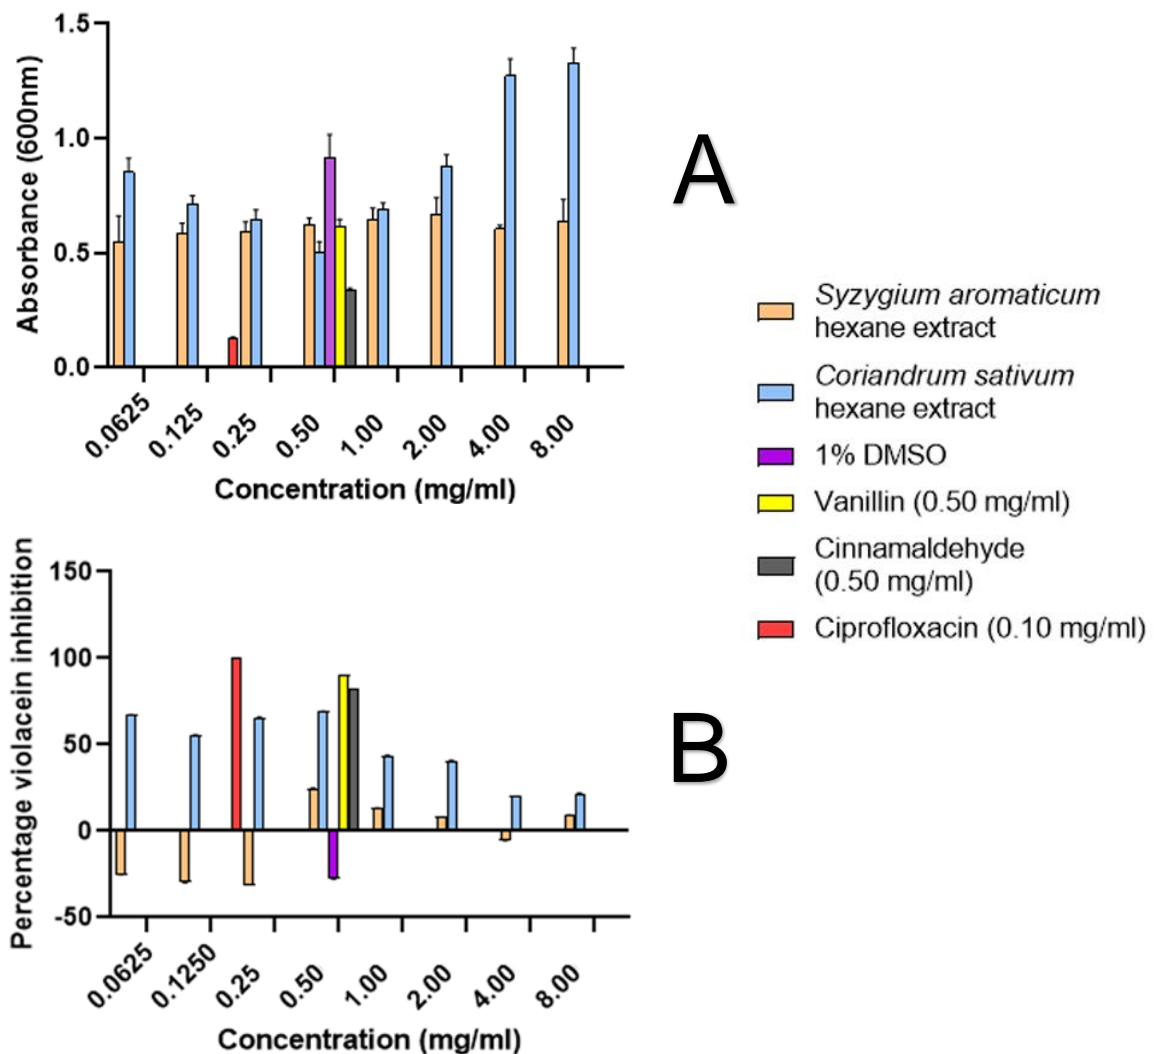 1.5
1.0
0.5
0.0
Absorbance (600nm)
0.0625
0.125
0.25
0.50
1.00
2.00
4.00
8.00
Concentration (mg/ml)
A
Syzygium aromaticum
hexane extract
Coriandrum sativum
hexane extract
1% DMSO
Vanillin (0.50 mg/ml)
Cinnamaldehyde
(0.50 mg/ml)
Ciprofloxacin (0.10 mg/ml)
150
100
50
0
-50
Percentage violacein inhibition
0.0625
0.1250
0.25
0.50
1.00
2.00
4.00
8.00
Concentration (mg/ml)
B